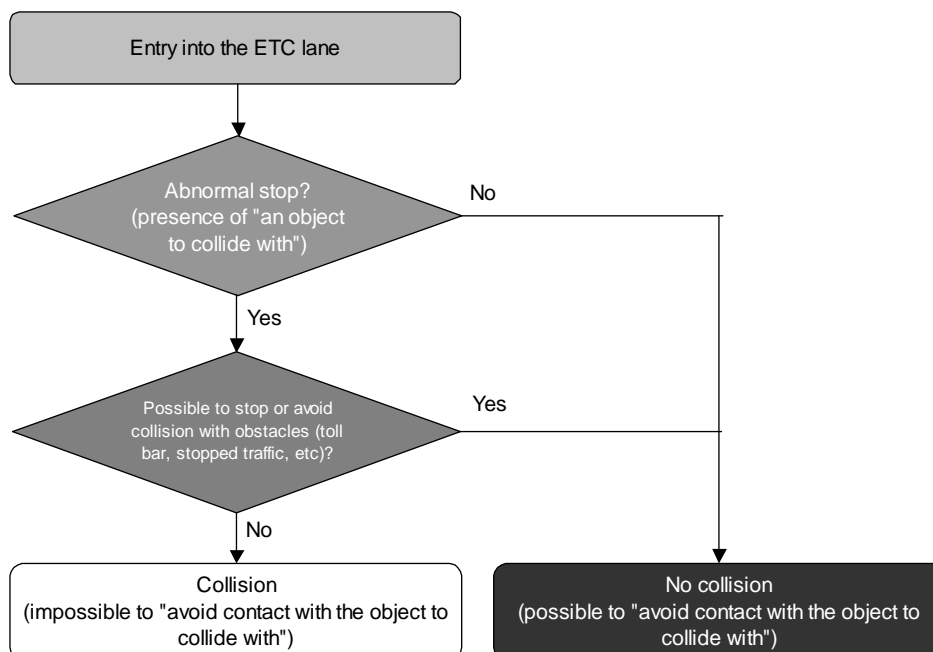 Entry into the ETC lane
Abnormal stop?
(presence of "an object
to collide with")
No
Yes
Possible to stop or avoid
collision with obstacles (toll
bar, stopped traffic, etc)?
Yes
No
Collision
(impossible to "avoid contact with the object to
collide with")
No collision
(possible to "avoid contact with the object to
collide with")